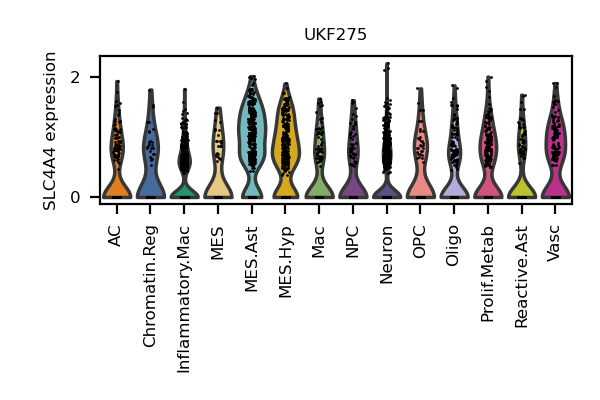 UKF275
SLC4A4 expression
2
0
AC
Chromatin.Reg
Inflammatory.Mac
MES
MES.Ast
MES.Hyp
Mac
NPC
Neuron
OPC
Oligo
Prolif.Metab
Reactive.Ast
Vasc